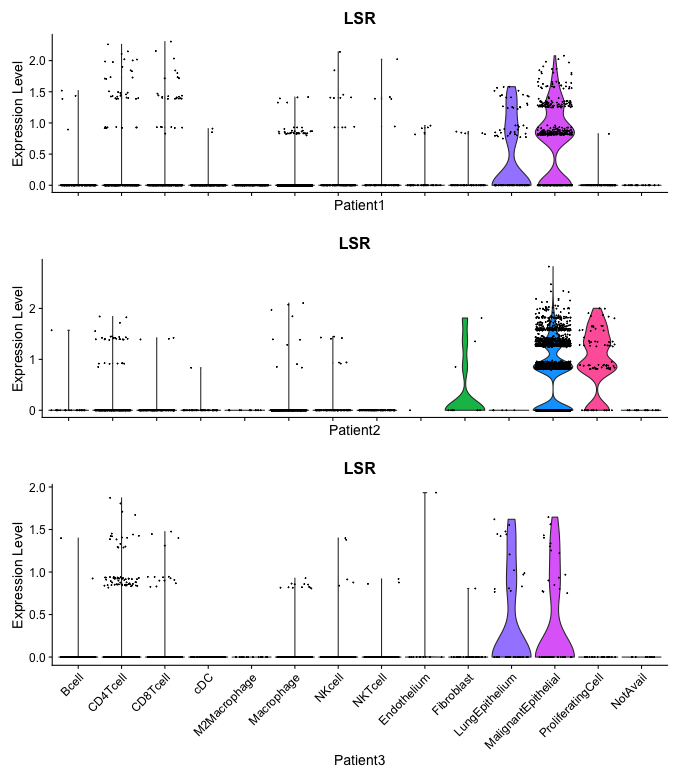 LSR
Expression Level
2.0
1.5
1.0
0.5
0.0
Patient1
LSR
Expression Level
2
1
0
Patient2
LSR
Expression Level
2.0
1.5
1.0
0.5
0.0
Bcell
CD4Tcell
CD8Tcell
cDC
M2Macrophage
Macrophage
NKcell
NKTcell
Endothelium
Fibroblast
LungEpithelium
MalignantEpithelial
ProliferatingCell
NotAvail
Patient3